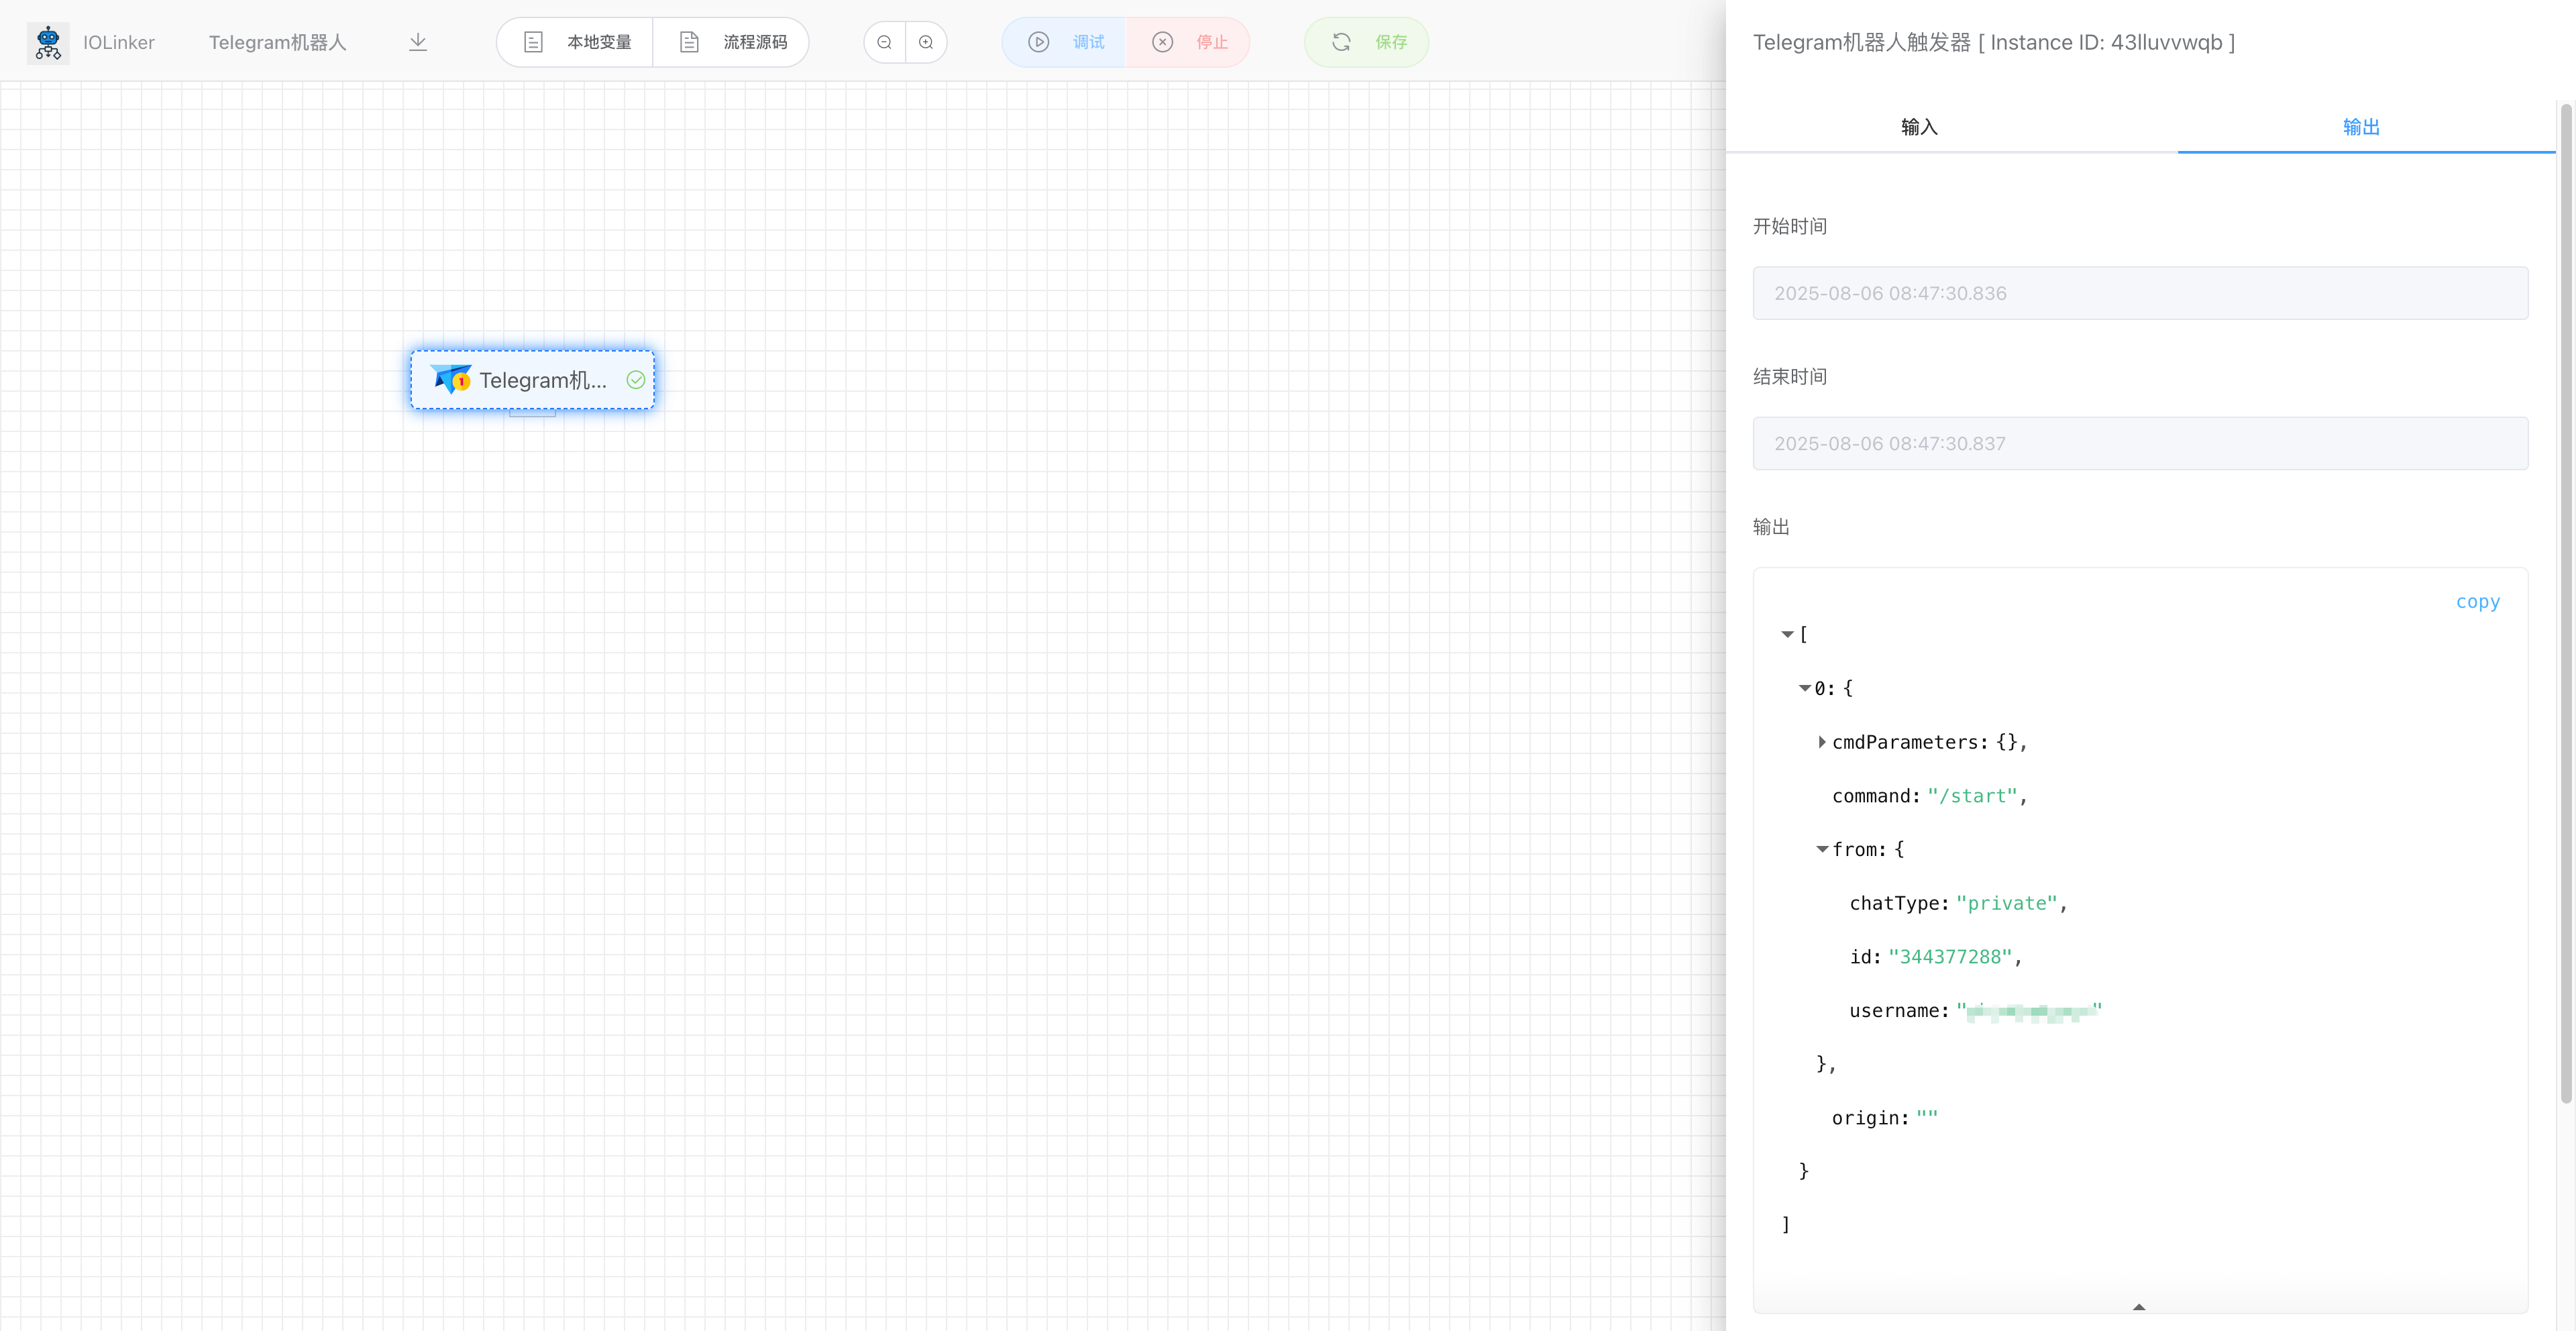 IOLinker
Telegram机器人
本地变量
流程源码
调试
停止
保存
Telegram机...
Telegram机器人触发器 [ Instance ID: 43lluvvwqb ]
输入
输出
开始时间
2025-08-06 08:47:30.836
结束时间
2025-08-06 08:47:30.837
输出
copy
[
0: {
cmdParameters: {},
command: "/start",
from: {
chatType: "private",
id: "344377288",
username: "
},
origin: ""
}
]